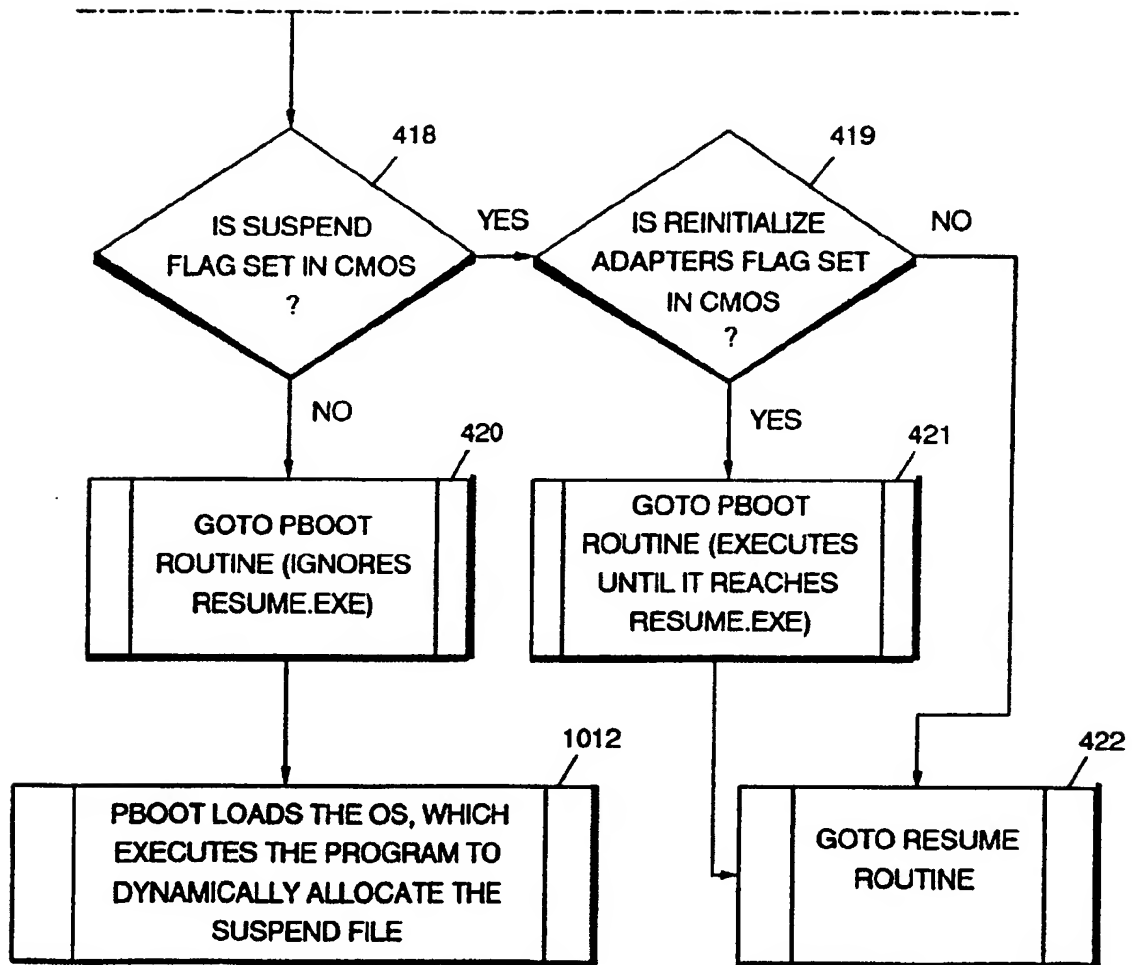 418
IS SUSPEND
FLAG SET IN CMOS
?
YES
419
IS REINITIALIZE
ADAPTERS FLAG SET
IN CMOS
?
NO
NO
YES
420
GOTO PBOOT
ROUTINE (IGNORES
RESUME.EXE)
421
GOTO PBOOT
ROUTINE (EXECUTES
UNTIL IT REACHES
RESUME.EXE)
1012
PBOOT LOADS THE OS, WHICH
EXECUTES THE PROGRAM TO
DYNAMICALLY ALLOCATE THE
SUSPEND FILE
422
GOTO RESUME
ROUTINE